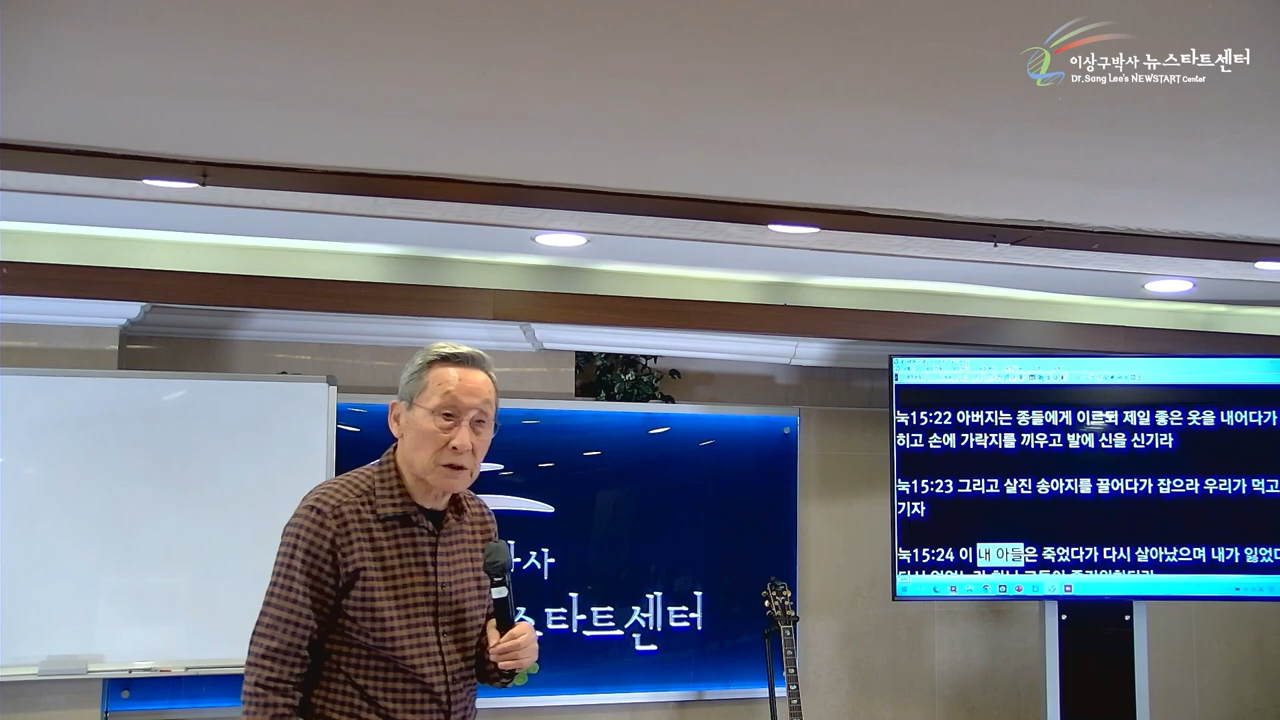 이상구박사 뉴스타트센터
Dr. Sang Lee's NEWSTART Center
눅15:22 아버지는 종들에게 이르되 제일 좋은 옷을 내어다가
히고 손에 가락지를 끼우고 발에 신을 신기라
눅15:23 그리고 살진 송아지를 끌어다가 잡으라 우리가 먹고
기자
눅15:24 이 내 아들은 죽었다가 다시 살아났으며 내가 잃었다
박사
스타트센터